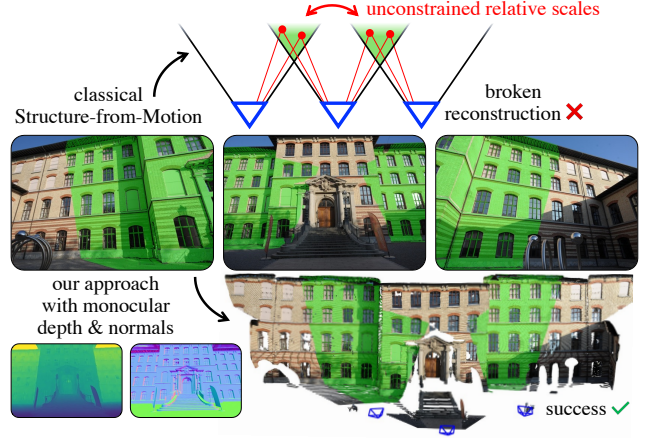 unconstrained relative scales
classical
Structure-from-Motion
broken
reconstruction
our approach
with monocular
depth & normals
success